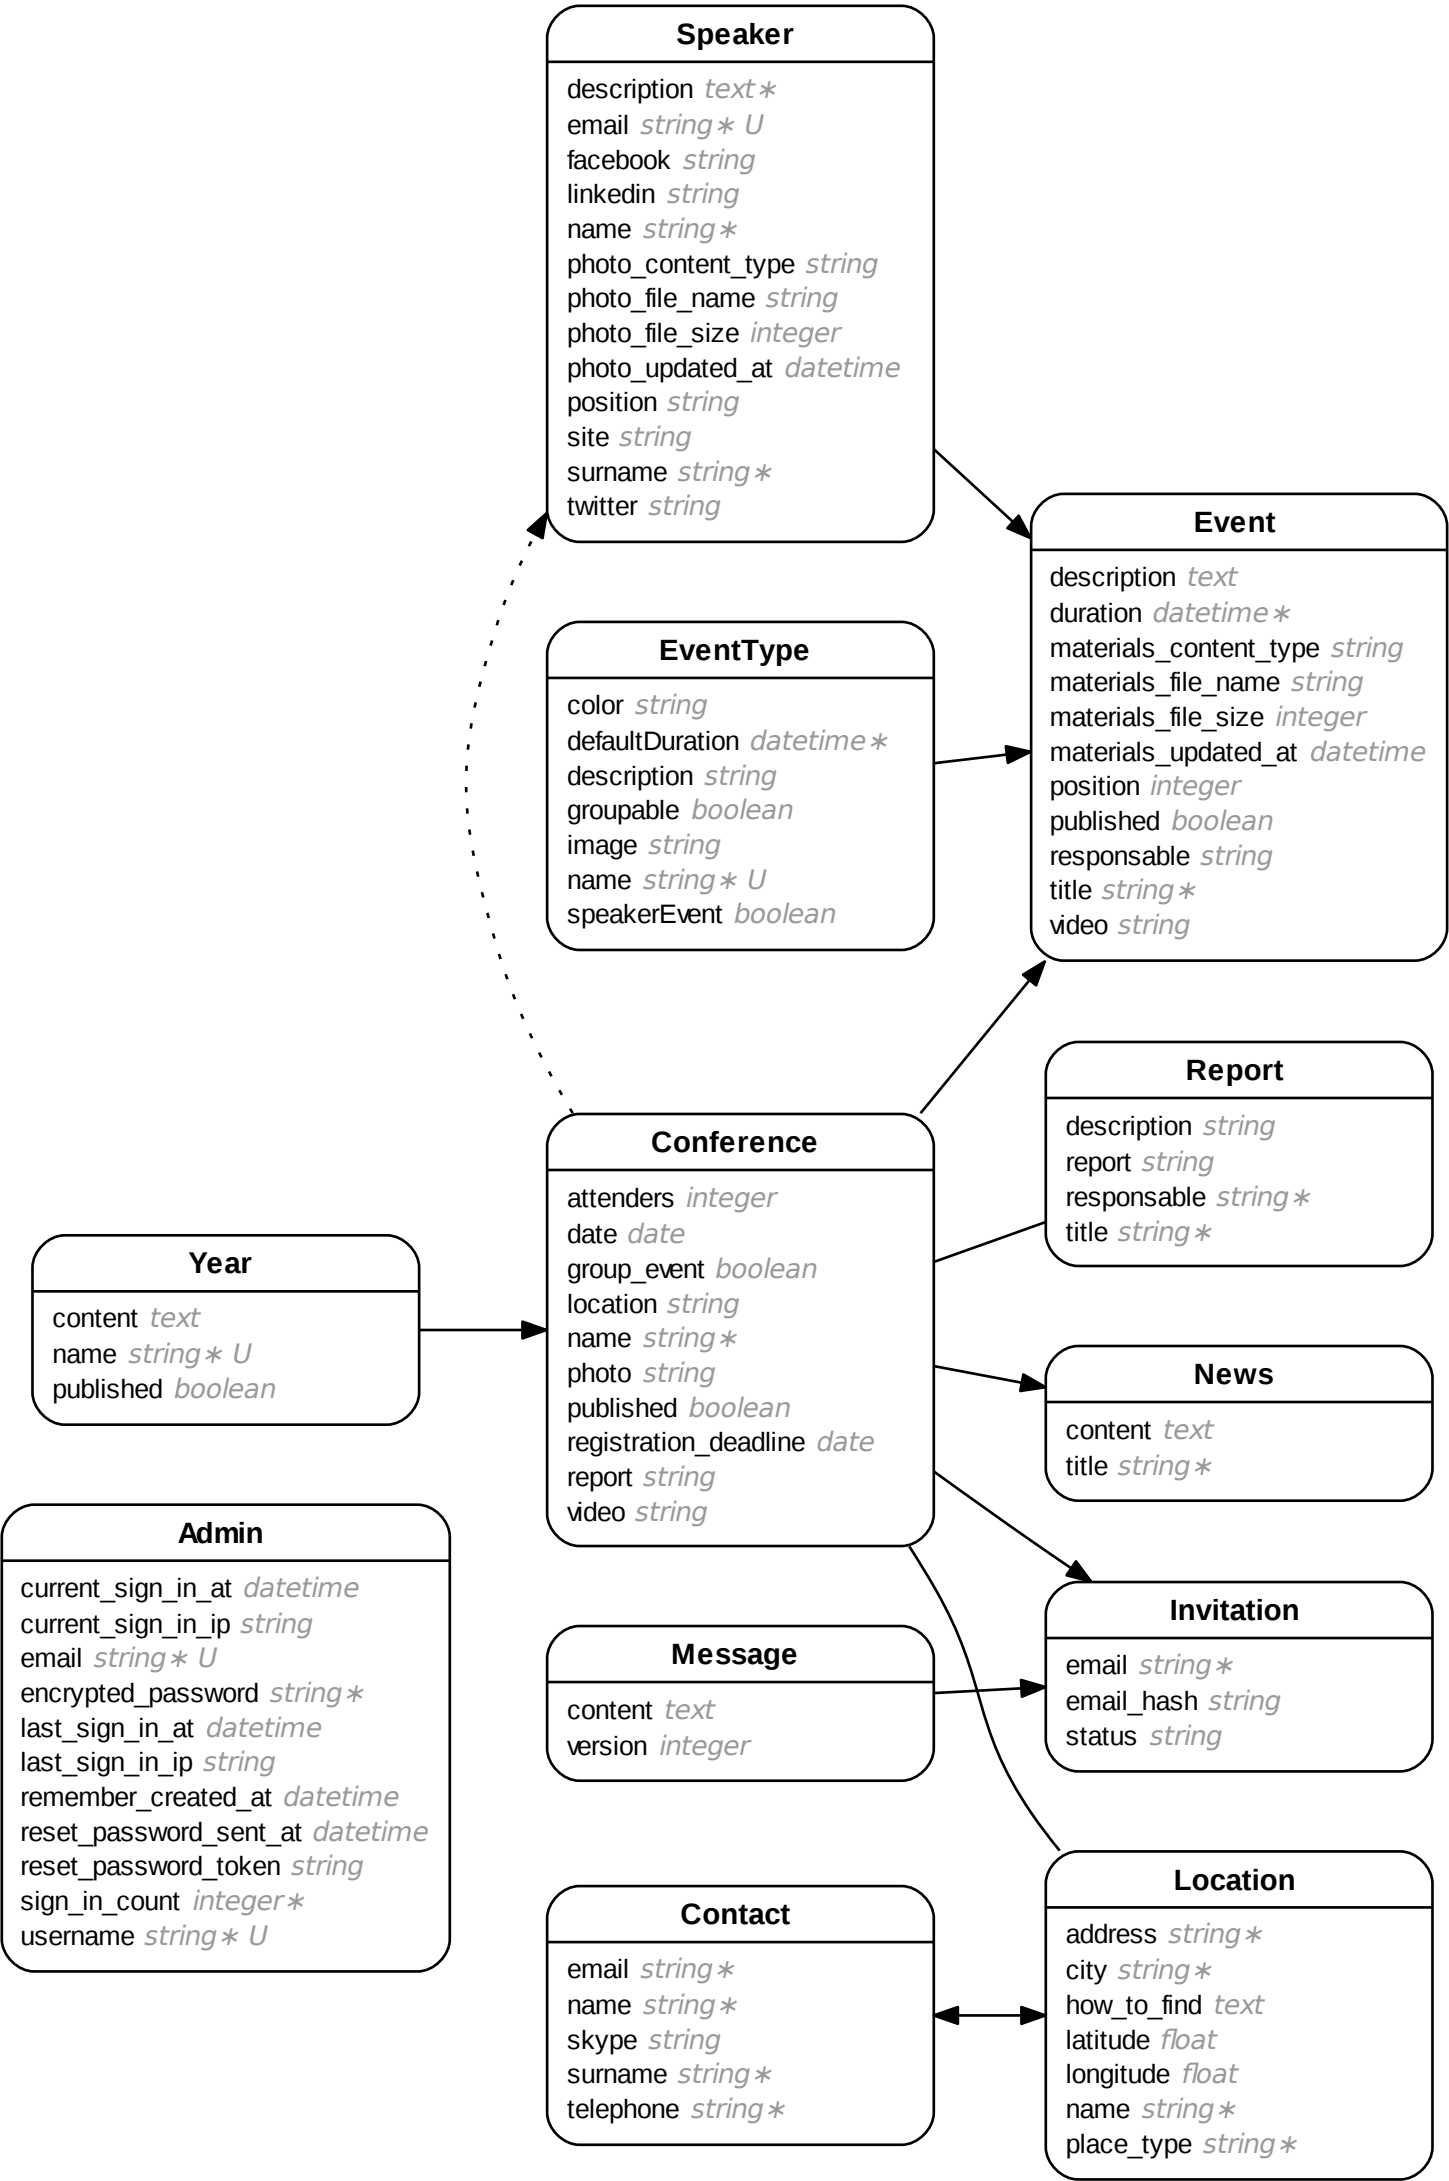 Speaker
description text∗
email string∗ U
facebook string
linkedin string
name string∗
photo_content_type string
photo_file_name string
photo_file_size integer
photo_updated_at datetime
position string
site string
surname string∗
twitter string
Event
description text
duration datetime∗
materials_content_type string
materials_file_name string
materials_file_size integer
materials_updated_at datetime
position integer
published boolean
responsable string
title string∗
video string
EventType
color string
defaultDuration datetime∗
description string
groupable boolean
image string
name string∗ U
speakerEvent boolean
Report
description string
report string
responsable string∗
title string∗
Conference
attenders integer
date date
group_event boolean
location string
name string∗
photo string
published boolean
registration_deadline date
report string
video string
Year
content text
name string∗ U
published boolean
News
content text
title string∗
Admin
current_sign_in_at datetime
current_sign_in_ip string
email string∗ U
encrypted_password string∗
last_sign_in_at datetime
last_sign_in_ip string
remember_created_at datetime
reset_password_sent_at datetime
reset_password_token string
sign_in_count integer∗
username string∗ U
Invitation
email string∗
email_hash string
status string
Message
content text
version integer
Location
address string∗
city string∗
how_to_find text
latitude float
longitude float
name string∗
place_type string∗
Contact
email string∗
name string∗
skype string
surname string∗
telephone string∗